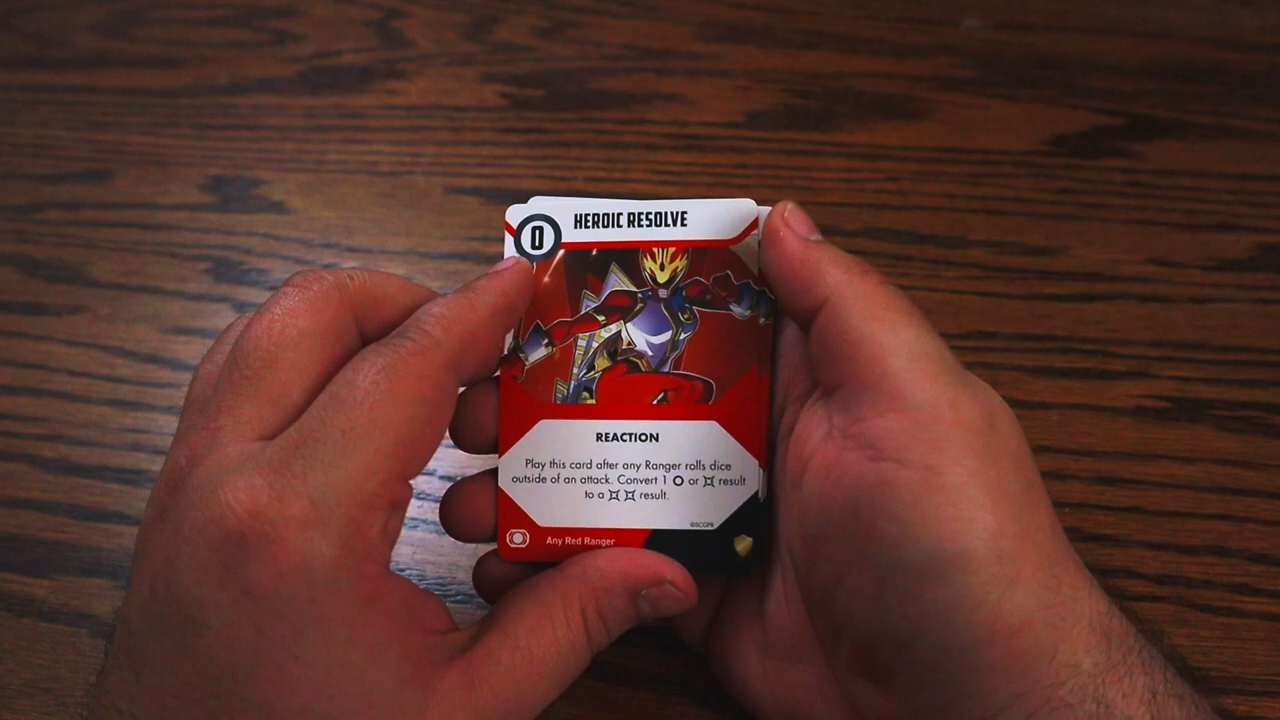 HEROIC RESOLVE
0
REACTION
Play this card after any Ranger rolls dice
outside of an attack. Convert 1 or result
to a result.
©SCGPR
Any Red Ranger